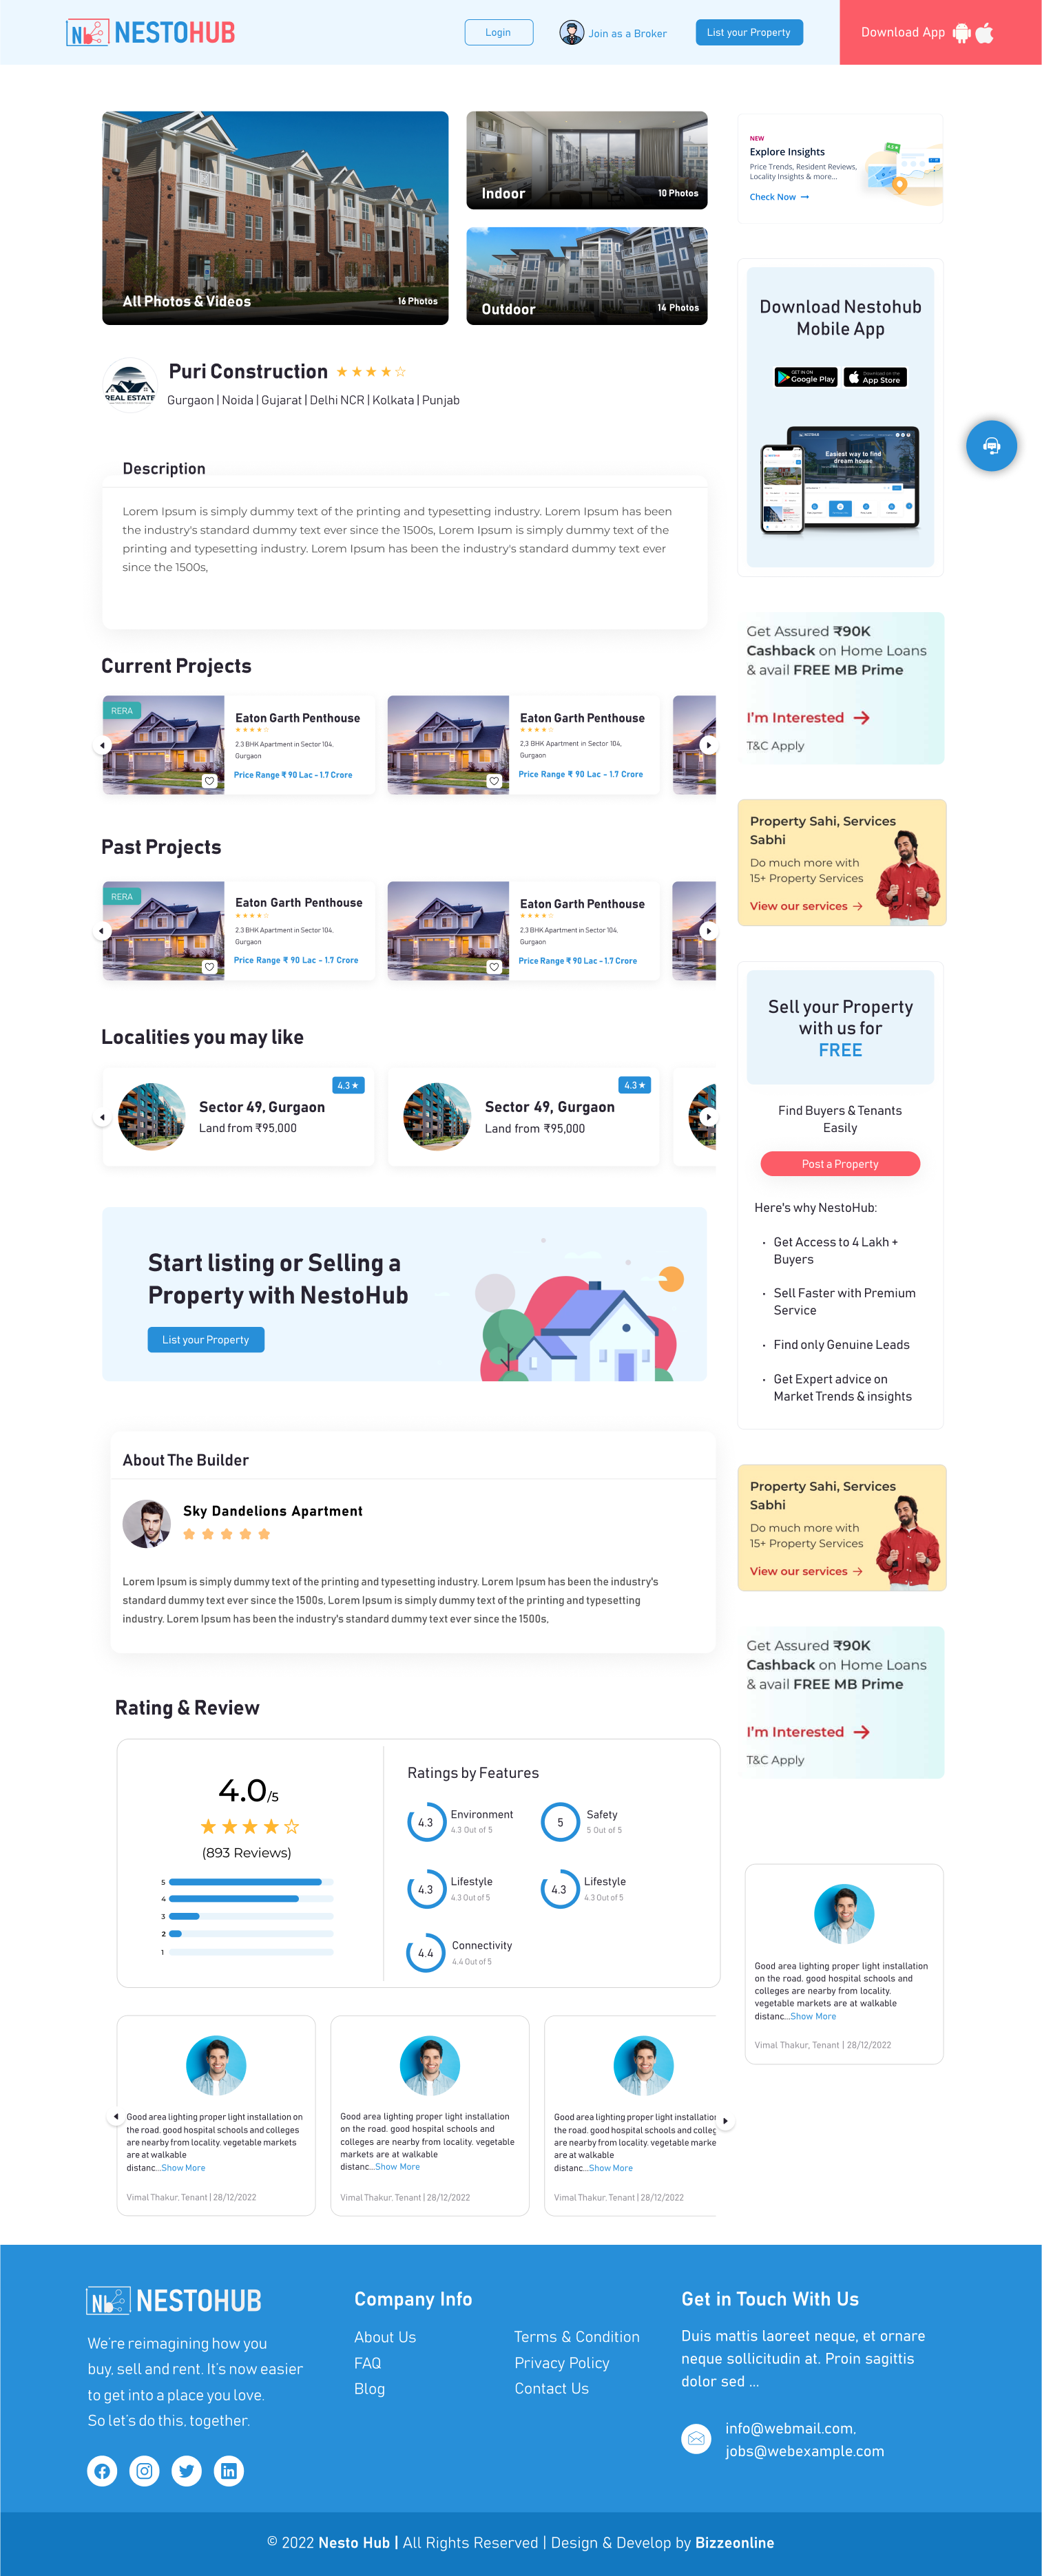 NESTOHUB
Login
Join as a Broker
List your Property
Download App
All Photos & Videos
16 Photos
Indoor
10 Photos
Outdoor
14 Photos
NEW
Explore Insights
Price Trends, Resident Reviews,
Locality Insights & more...
Check Now →
REAL ESTATE
Puri Construction
Gurgaon | Noida | Gujarat | Delhi NCR | Kolkata | Punjab
Download Nestohub
Mobile App
GET IN ON
Google Play
Download on the
App Store
Easiest way to find
dream house
Description
Lorem Ipsum is simply dummy text of the printing and typesetting industry. Lorem Ipsum has been
the industry's standard dummy text ever since the 1500s, Lorem Ipsum is simply dummy text of the
printing and typesetting industry. Lorem Ipsum has been the industry's standard dummy text ever
since the 1500s,
Get Assured ₹90K
Cashback on Home Loans
& avail FREE MB Prime
I'm Interested →
T&C Apply
Current Projects
RERA
Eaton Garth Penthouse
2,3 BHK Apartment in Sector 104,
Gurgaon
Price Range ₹ 90 Lac - 1.7 Crore
Eaton Garth Penthouse
2,3 BHK Apartment in Sector 104,
Gurgaon
Price Range ₹ 90 Lac - 1.7 Crore
Property Sahi, Services
Sabhi
Do much more with
15+ Property Services
View our services →
Past Projects
RERA
Eaton Garth Penthouse
2,3 BHK Apartment in Sector 104,
Gurgaon
Price Range ₹ 90 Lac - 1.7 Crore
Eaton Garth Penthouse
2,3 BHK Apartment in Sector 104,
Gurgaon
Price Range ₹ 90 Lac - 1.7 Crore
Localities you may like
4.3 ★
Sector 49, Gurgaon
Land from ₹95,000
4.3 ★
Sector 49, Gurgaon
Land from ₹95,000
Sell your Property
with us for
FREE
Find Buyers & Tenants
Easily
Post a Property
Here's why NestoHub:
· Get Access to 4 Lakh +
Buyers
· Sell Faster with Premium
Service
· Find only Genuine Leads
· Get Expert advice on
Market Trends & insights
Start listing or Selling a
Property with NestoHub
List your Property
About The Builder
Sky Dandelions Apartment
Lorem Ipsum is simply dummy text of the printing and typesetting industry. Lorem Ipsum has been the industry's
standard dummy text ever since the 1500s, Lorem Ipsum is simply dummy text of the printing and typesetting
industry. Lorem Ipsum has been the industry's standard dummy text ever since the 1500s,
Property Sahi, Services
Sabhi
Do much more with
15+ Property Services
View our services →
Get Assured ₹90K
Cashback on Home Loans
& avail FREE MB Prime
I'm Interested →
T&C Apply
Rating & Review
4.0/5
(893 Reviews)
5
4
3
2
1
Ratings by Features
4.3
Environment
4.3 Out of 5
5
Safety
5 Out of 5
4.3
Lifestyle
4.3 Out of 5
4.3
Lifestyle
4.3 Out of 5
4.4
Connectivity
4.4 Out of 5
Good area lighting proper light installation
on the road. good hospital schools and
colleges are nearby from locality.
vegetable markets are at walkable
distanc...Show More
Vimal Thakur, Tenant | 28/12/2022
Good area lighting proper light installation on
the road. good hospital schools and colleges
are nearby from locality. vegetable markets
are at walkable
distanc...Show More
Vimal Thakur, Tenant | 28/12/2022
Good area lighting proper light installation
on the road. good hospital schools and
colleges are nearby from locality. vegetable
markets are at walkable
distanc...Show More
Vimal Thakur, Tenant | 28/12/2022
Good area lighting proper light installation
the road. good hospital schools and colleg
are nearby from locality. vegetable marke
are at walkable
distanc...Show More
Vimal Thakur, Tenant | 28/12/2022
NESTOHUB
We're reimagining how you
buy, sell and rent. It's now easier
to get into a place you love.
So let's do this, together.
Company Info
About Us
FAQ
Blog
Terms & Condition
Privacy Policy
Contact Us
Get in Touch With Us
Duis mattis laoreet neque, et ornare
neque sollicitudin at. Proin sagittis
dolor sed ...
info@webmail.com,
jobs@webexample.com
© 2022 Nesto Hub | All Rights Reserved | Design & Develop by Bizzeonline